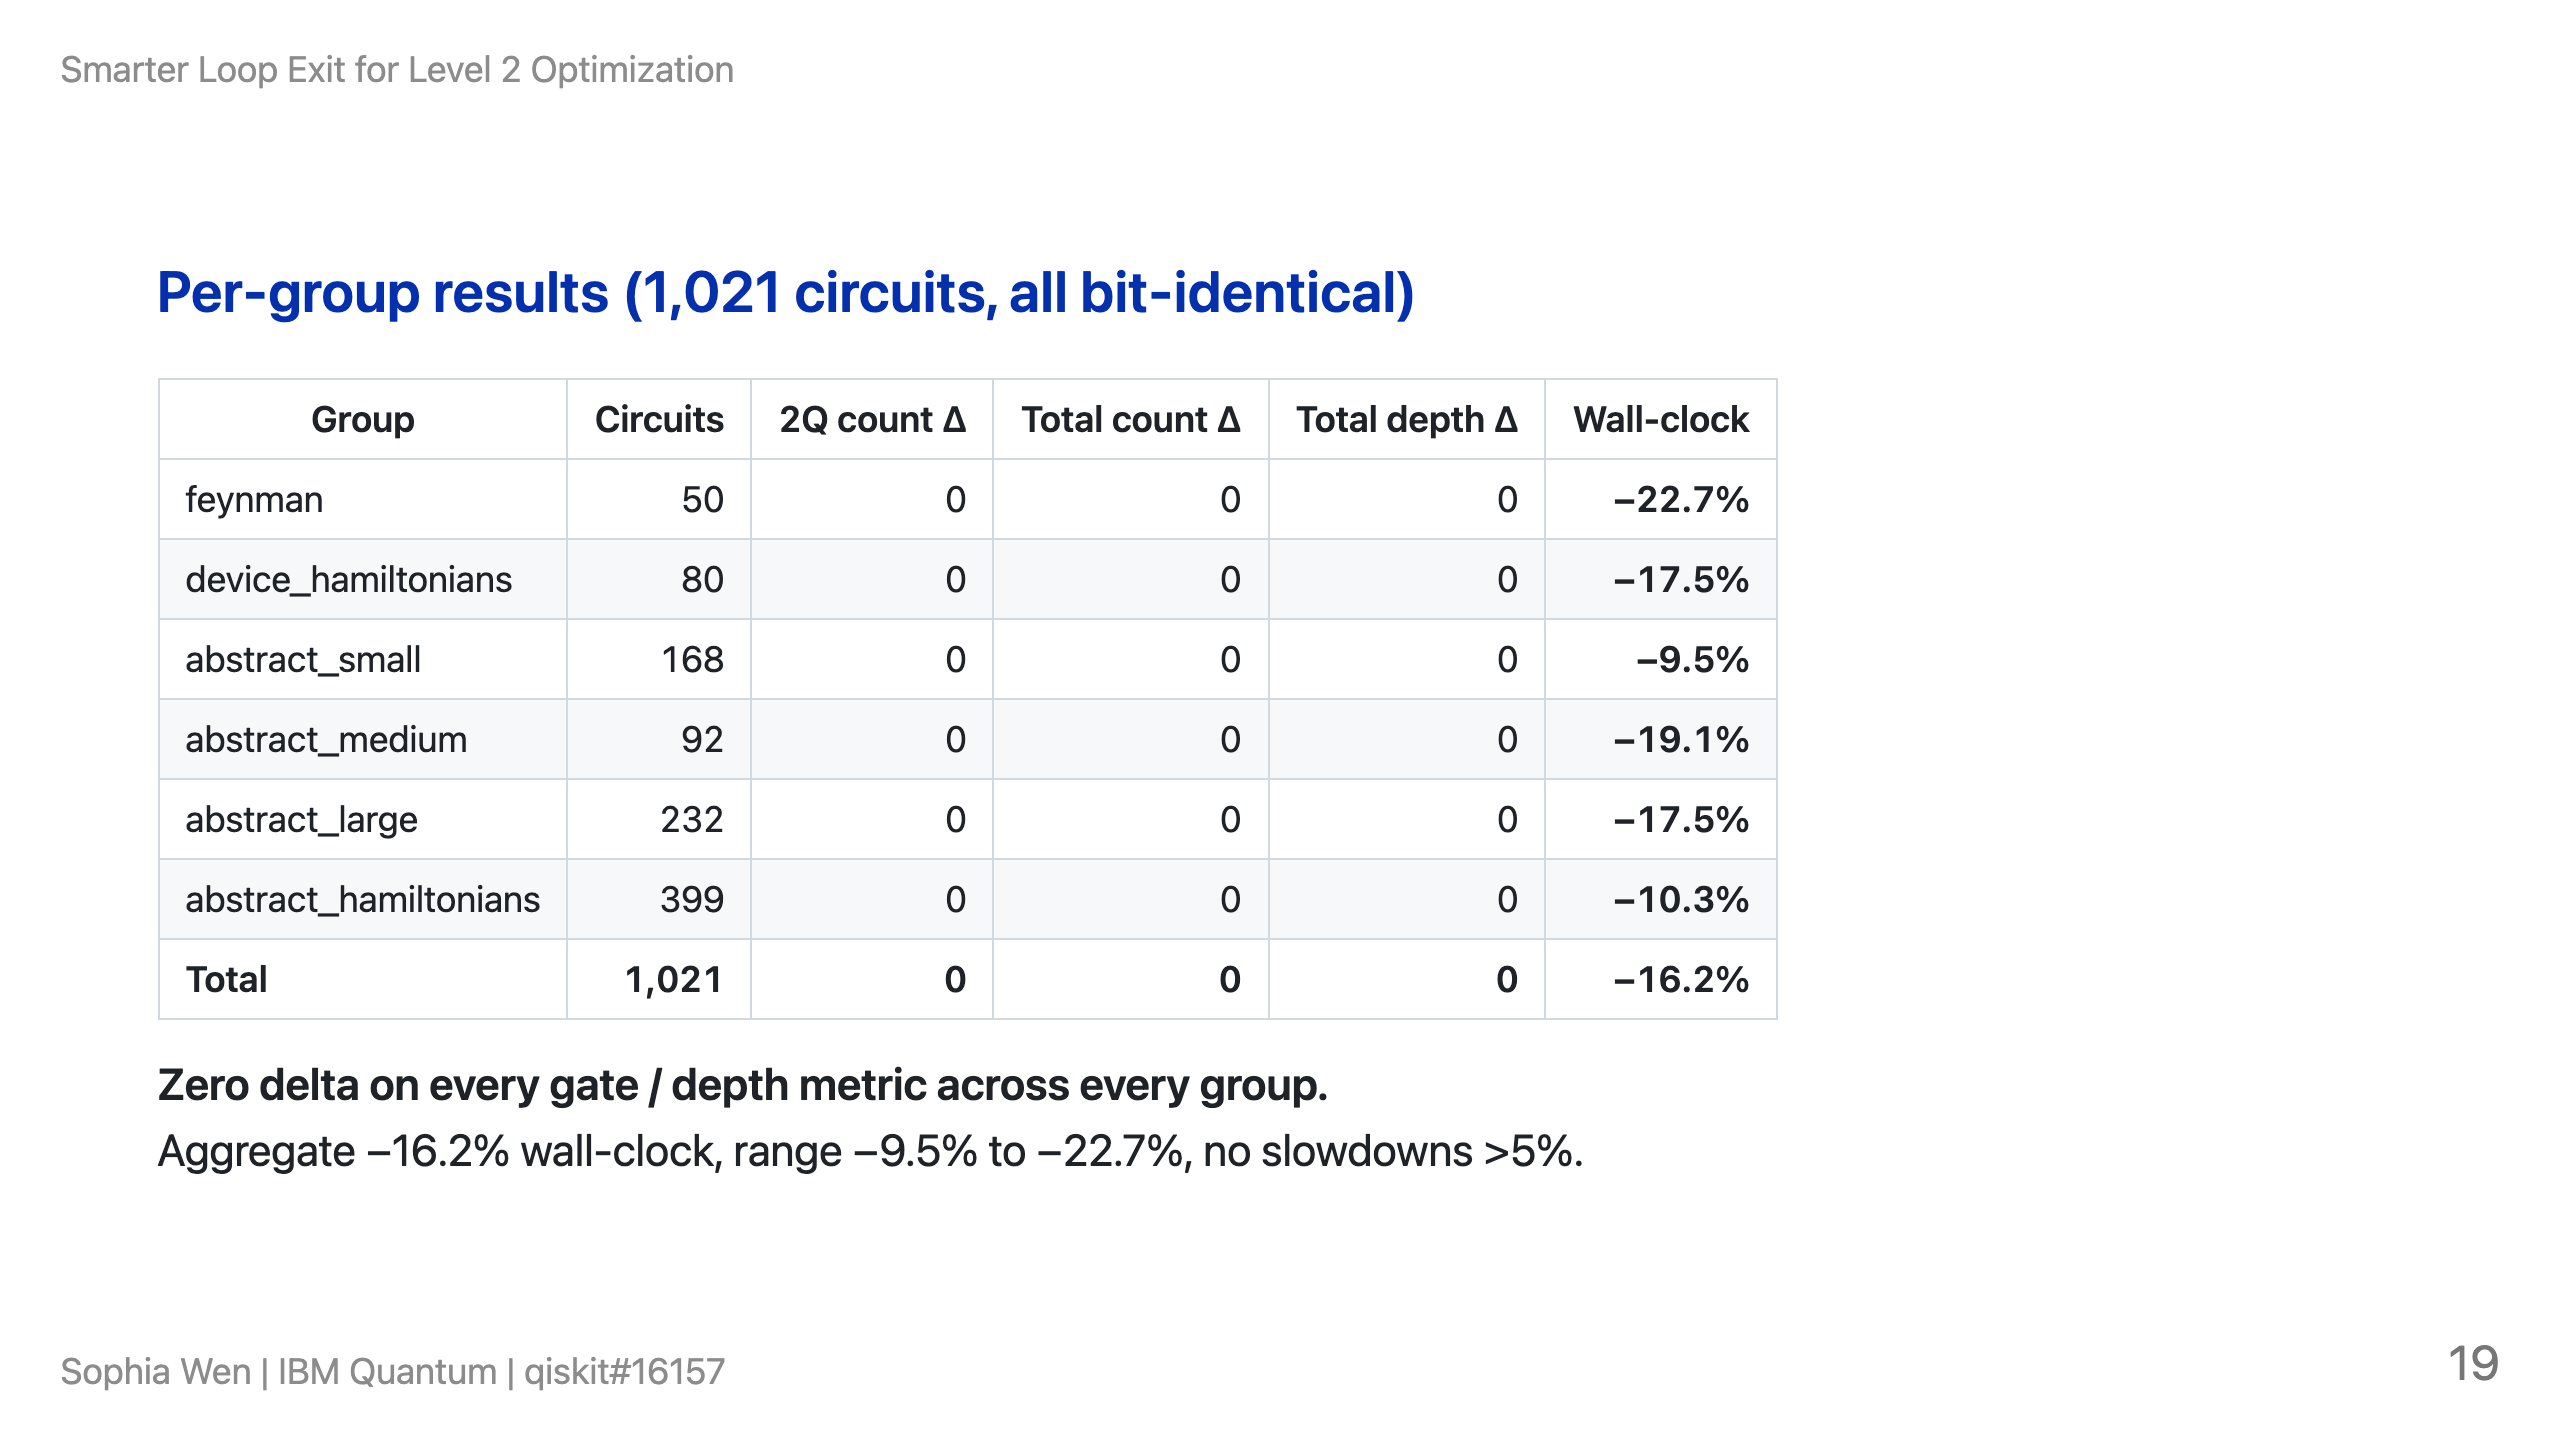 Smarter Loop Exit for Level 2 Optimization
Per-group results (1,021 circuits, all bit-identical)
Group Circuits 2Q count Δ Total count Δ Total depth Δ Wall-clock
feynman 50 0 0 0 −22.7%
device_hamiltonians 80 0 0 0 −17.5%
abstract_small 168 0 0 0 −9.5%
abstract_medium 92 0 0 0 −19.1%
abstract_large 232 0 0 0 −17.5%
abstract_hamiltonians 399 0 0 0 −10.3%
Total 1,021 0 0 0 −16.2%
Zero delta on every gate / depth metric across every group.
Aggregate −16.2% wall-clock, range −9.5% to −22.7%, no slowdowns >5%.
Sophia Wen | IBM Quantum | qiskit#16157
19